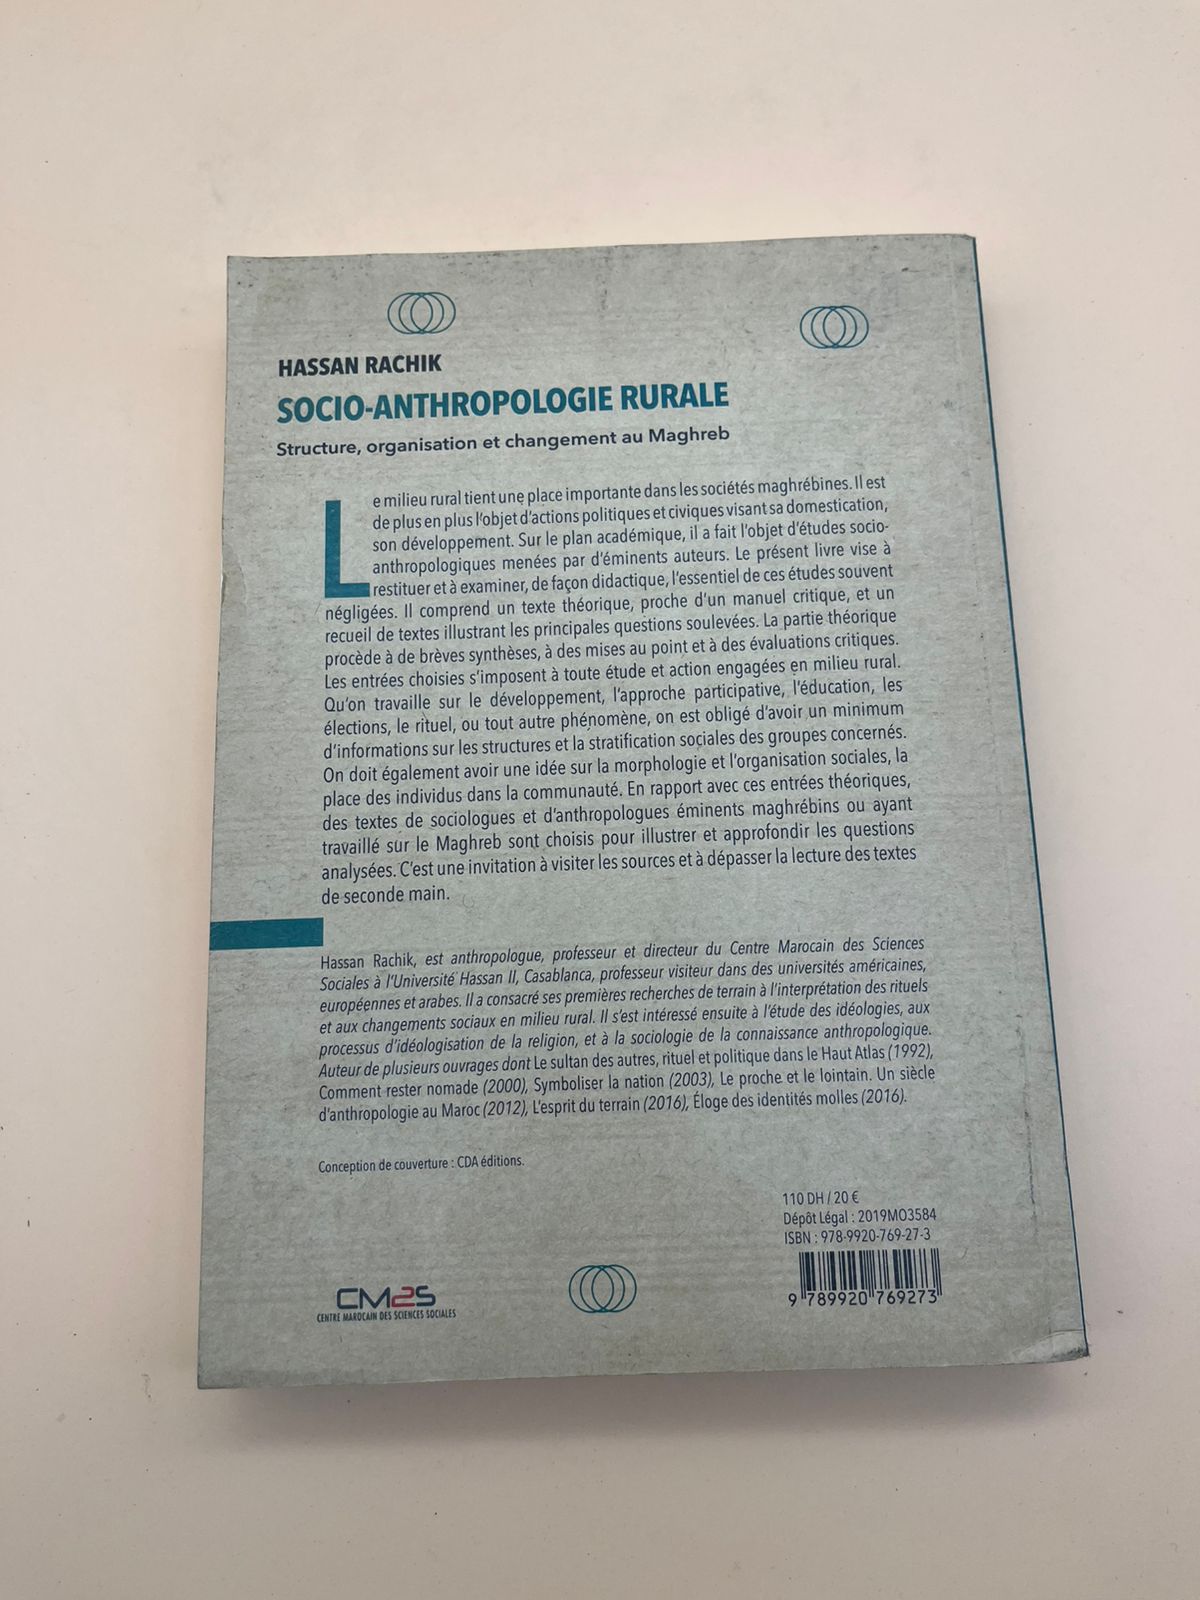 HASSAN RACHIK
SOCIO-ANTHROPOLOGIE RURALE
Structure, organisation et changement au Maghreb
Le milieu rural tient une place importante dans les sociétés maghrébines. Il est
de plus en plus l'objet d'actions politiques et civiques visant sa domestication,
son développement. Sur le plan académique, il a fait l'objet d'études socio-
anthropologiques menées par d'éminents auteurs. Le présent livre vise à
restituer et à examiner, de façon didactique, l'essentiel de ces études souvent
négligées. Il comprend un texte théorique, proche d'un manuel critique, et un
recueil de textes illustrant les principales questions soulevées. La partie théorique
procède à de brèves synthèses, à des mises au point et à des évaluations critiques.
Les entrées choisies s'imposent à toute étude et action engagées en milieu rural.
Qu'on travaille sur le développement, l'approche participative, l'éducation, les
élections, le rituel, ou tout autre phénomène, on est obligé d'avoir un minimum
d'informations sur les structures et la stratification sociales des groupes concernés.
On doit également avoir une idée sur la morphologie et l'organisation sociales, la
place des individus dans la communauté. En rapport avec ces entrées théoriques,
des textes de sociologues et d'anthropologues éminents maghrébins ou ayant
travaillé sur le Maghreb sont choisis pour illustrer et approfondir les questions
analysées. C'est une invitation à visiter les sources et à dépasser la lecture des textes
de seconde main.
Hassan Rachik, est anthropologue, professeur et directeur du Centre Marocain des Sciences
Sociales à l'Université Hassan II, Casablanca, professeur visiteur dans des universités américaines,
européennes et arabes. Il a consacré ses premières recherches de terrain à l'interprétation des rituels
et aux changements sociaux en milieu rural. Il s'est intéressé ensuite à l'étude des idéologies, aux
processus d'idéologisation de la religion, et à la sociologie de la connaissance anthropologique.
Auteur de plusieurs ouvrages dont Le sultan des autres, rituel et politique dans le Haut Atlas (1992),
Comment rester nomade (2000), Symboliser la nation (2003), Le proche et le lointain. Un siècle
d'anthropologie au Maroc (2012), L'esprit du terrain (2016), Éloge des identités molles (2016).
Conception de couverture : CDA éditions.
110 DH / 20 €
Dépôt Légal : 2019MO3584
ISBN : 978-9920-769-27-3
9 789920 769273
CM2S
CENTRE MAROCAIN DES SCIENCES SOCIALES